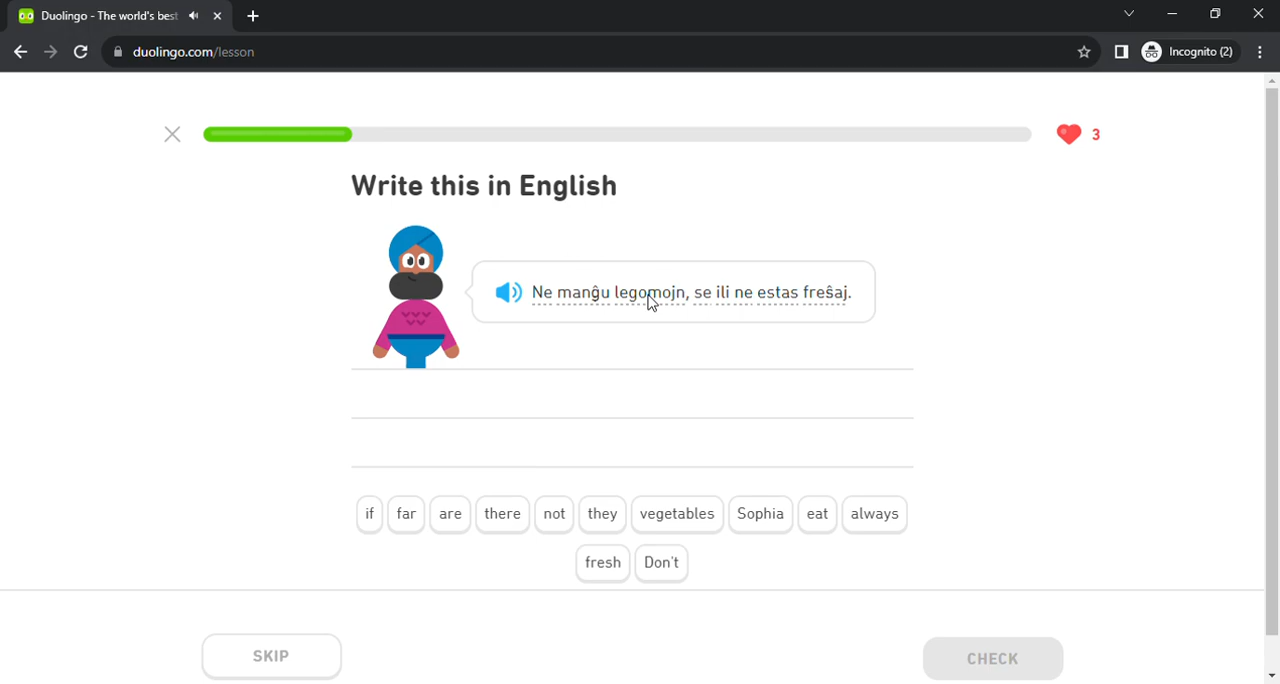 Duolingo - The world's best
duolingo.com/lesson
Incognito (2)
3
Write this in English
Ne manĝu legomojn, se ili ne estas freŝaj.
if far are there not they vegetables Sophia eat always
fresh Don't
SKIP CHECK